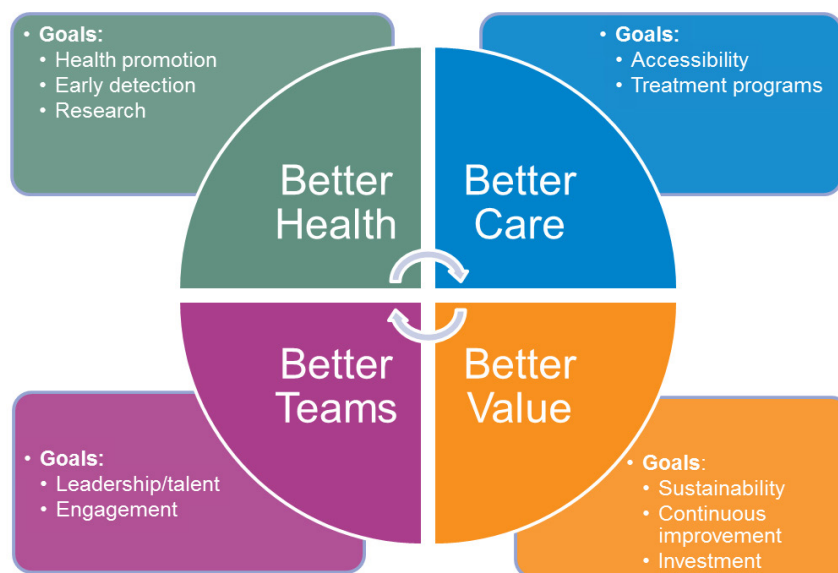 • Goals:
• Health promotion
• Early detection
• Research
• Goals:
• Accessibility
• Treatment programs
Better
Health
Better
Care
Better
Teams
Better
Value
• Goals:
• Leadership/talent
• Engagement
• Goals:
• Sustainability
• Continuous
improvement
• Investment